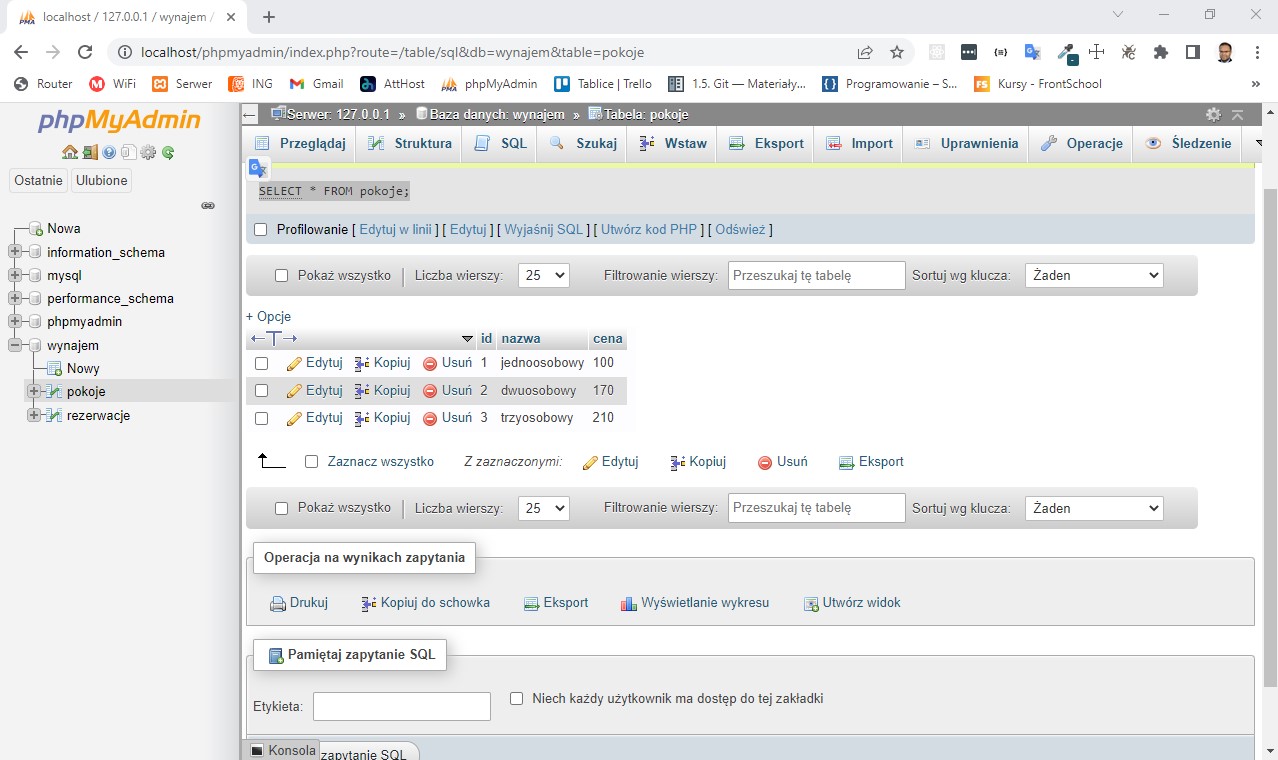 localhost / 127.0.0.1 / wynajem /
localhost/phpmyadmin/index.php?route=/table/sql&db=wynajem&table=pokoje
Router WiFi Serwer ING Gmail AttHost phpMyAdmin Tablice | Trello 1.5. Git — Materiały... Programowanie – S... Kursy - FrontSchool »
phpMyAdmin
Ostatnie Ulubione
Nowa
information_schema
mysql
performance_schema
phpmyadmin
wynajem
Nowy
pokoje
rezerwacje
Serwer: 127.0.0.1 » Baza danych: wynajem » Tabela: pokoje
Przeglądaj Struktura SQL Szukaj Wstaw Eksport Import Uprawnienia Operacje Śledzenie
SELECT * FROM pokoje;
Profilowanie [ Edytuj w linii ] [ Edytuj ] [ Wyjaśnij SQL ] [ Utwórz kod PHP ] [ Odśwież ]
Pokaż wszystko | Liczba wierszy: 25 Filtrowanie wierszy: Przeszukaj tę tabelę Sortuj wg klucza: Żaden
+ Opcje
id nazwa cena
Edytuj Kopiuj Usuń 1 jednoosobowy 100
Edytuj Kopiuj Usuń 2 dwuosobowy 170
Edytuj Kopiuj Usuń 3 trzyosobowy 210
Zaznacz wszystko Z zaznaczonymi: Edytuj Kopiuj Usuń Eksport
Pokaż wszystko | Liczba wierszy: 25 Filtrowanie wierszy: Przeszukaj tę tabelę Sortuj wg klucza: Żaden
Operacja na wynikach zapytania
Drukuj Kopiuj do schowka Eksport Wyświetlanie wykresu Utwórz widok
Pamiętaj zapytanie SQL
Etykieta: Niech każdy użytkownik ma dostęp do tej zakładki
Konsola zapytanie SQL